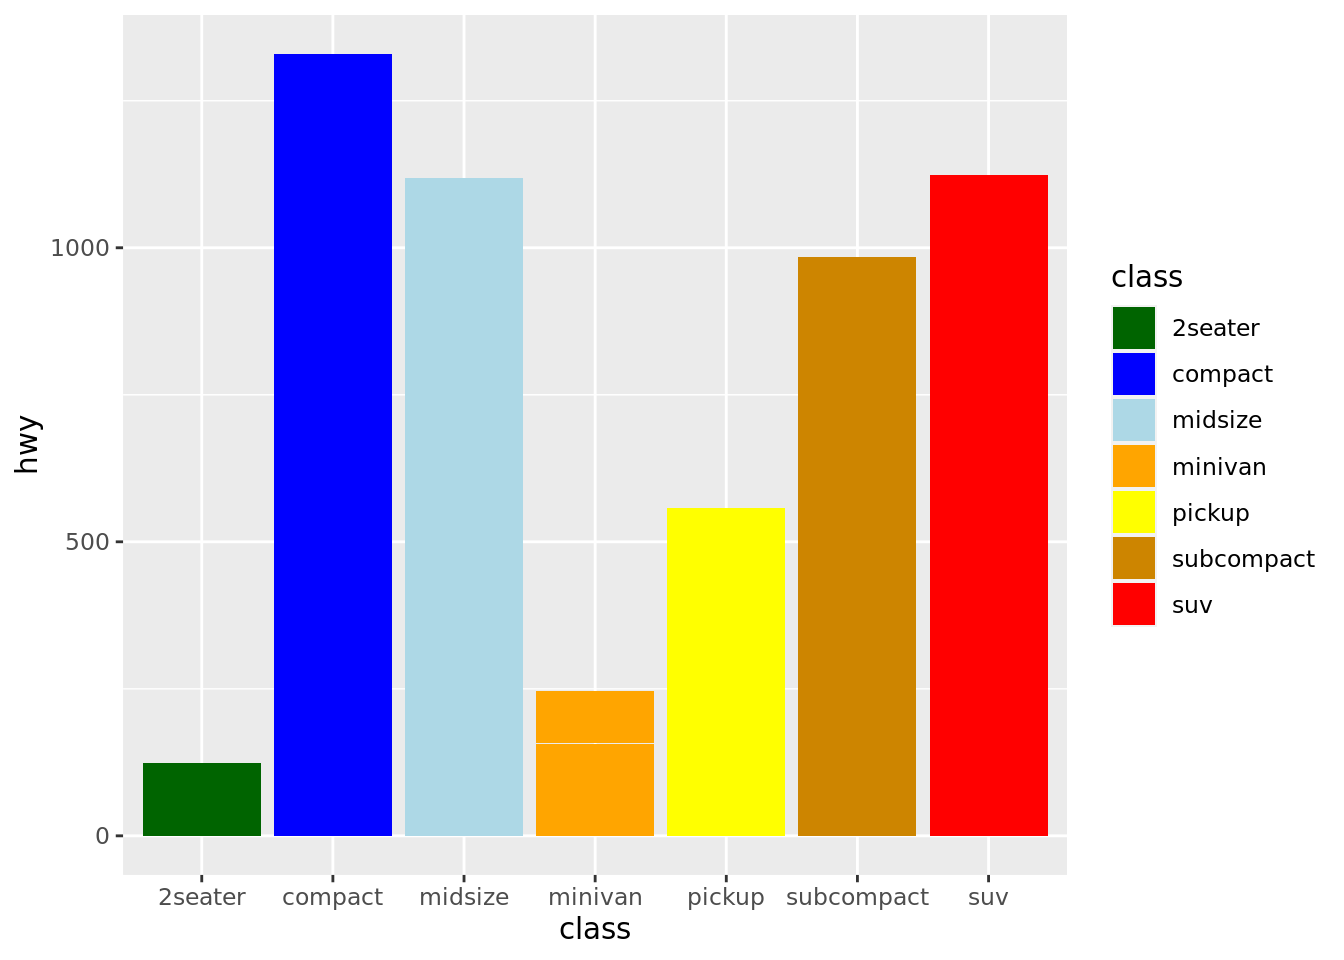 hwy
1000
500
0
2seater compact midsize minivan pickup subcompact suv
class
class
2seater
compact
midsize
minivan
pickup
subcompact
suv